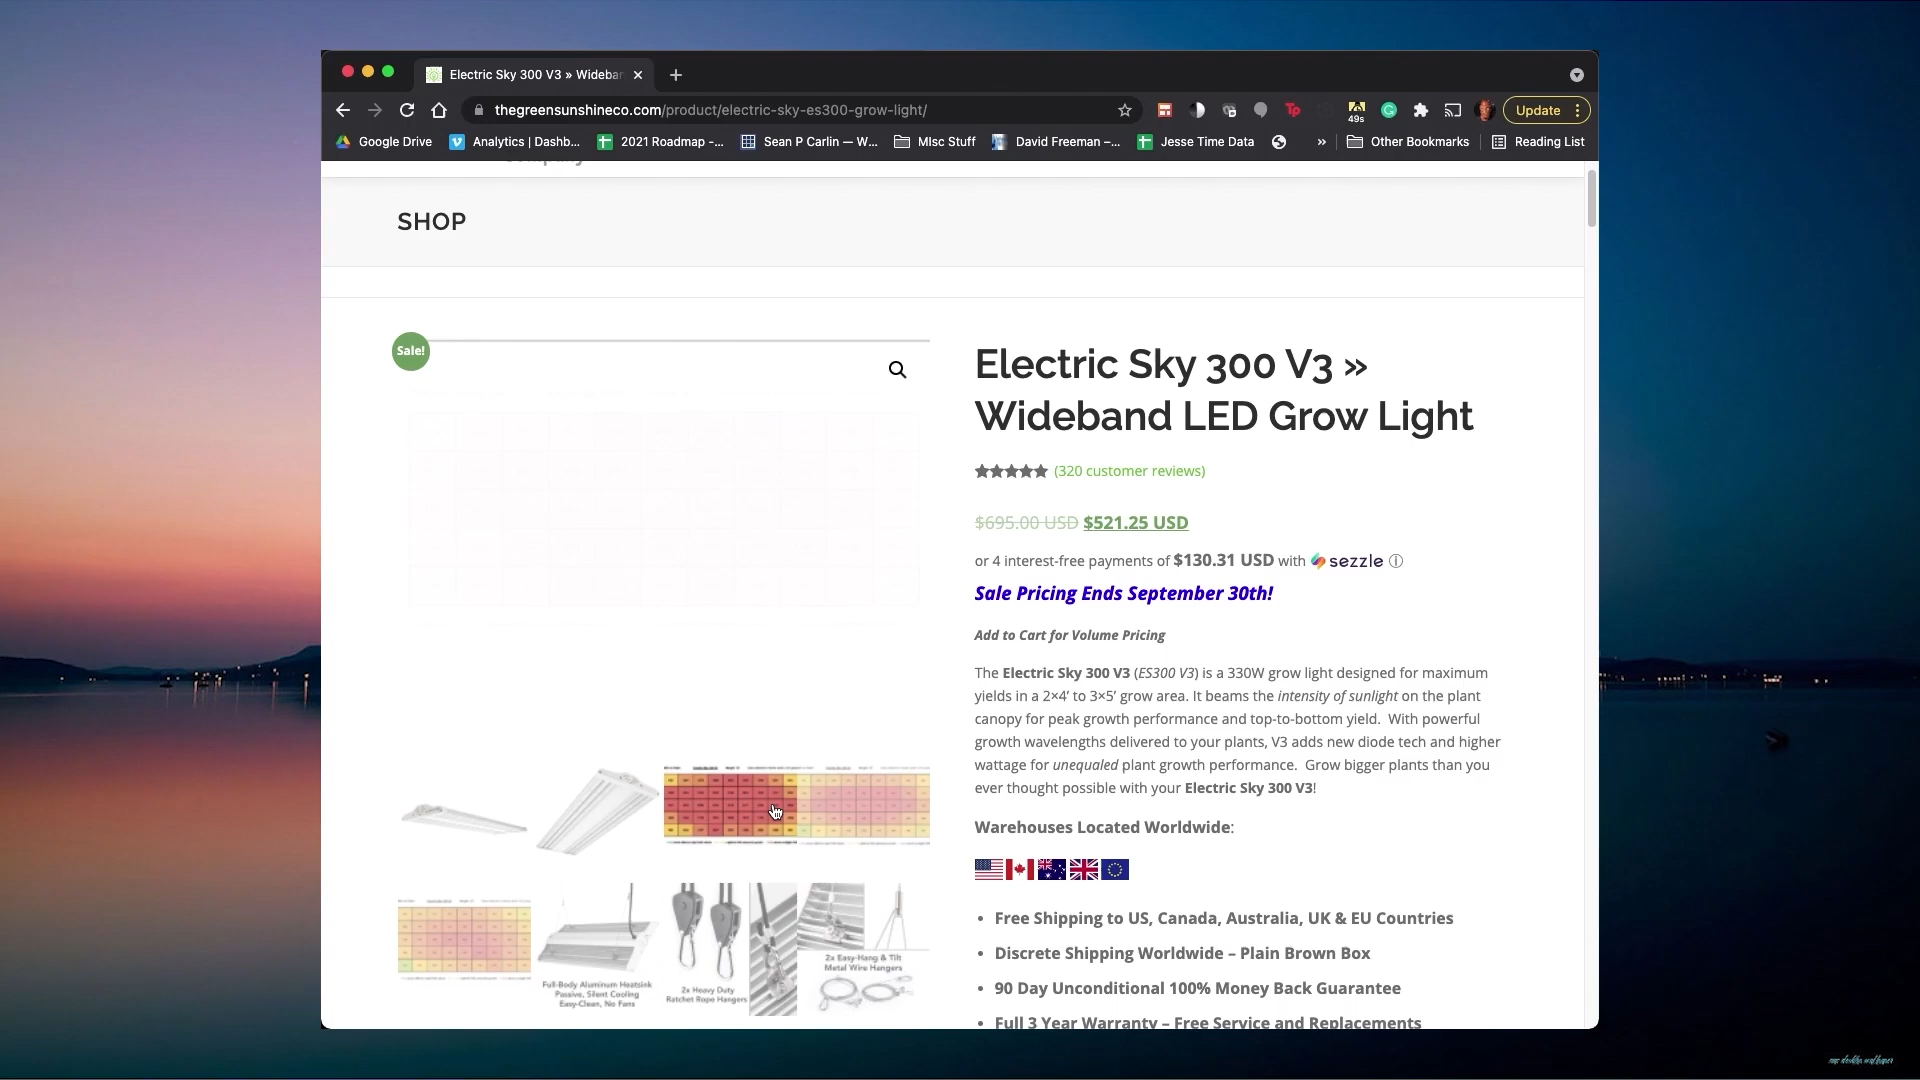 Electric Sky 300 V3 » Wideba
thegreensunshineco.com/product/electric-sky-es300-grow-light/
Tp
49s
Update
Google Drive
Analytics | Dashb...
2021 Roadmap -...
Sean P Carlin — W...
MIsc Stuff
David Freeman –...
Jesse Time Data
»
Other Bookmarks
Reading List
SHOP
Sale!
Electric Sky 300 V3 »
Wideband LED Grow Light
(320 customer reviews)
$695.00 USD $521.25 USD
or 4 interest-free payments of $130.31 USD with sezzle ⓘ
Sale Pricing Ends September 30th!
Add to Cart for Volume Pricing
The Electric Sky 300 V3 (ES300 V3) is a 330W grow light designed for maximum
yields in a 2×4’ to 3×5’ grow area. It beams the intensity of sunlight on the plant
canopy for peak growth performance and top-to-bottom yield. With powerful
growth wavelengths delivered to your plants, V3 adds new diode tech and higher
wattage for unequaled plant growth performance. Grow bigger plants than you
ever thought possible with your Electric Sky 300 V3!
Warehouses Located Worldwide:
• Free Shipping to US, Canada, Australia, UK & EU Countries
• Discrete Shipping Worldwide – Plain Brown Box
• 90 Day Unconditional 100% Money Back Guarantee
• Full 3 Year Warranty – Free Service and Replacements
Full-Body Aluminum Heatsink
Passive, Silent Cooling
Easy-Clean, No Fans
2x Heavy Duty
Ratchet Rope Hangers
2x Easy-Hang & Tilt
Metal Wire Hangers